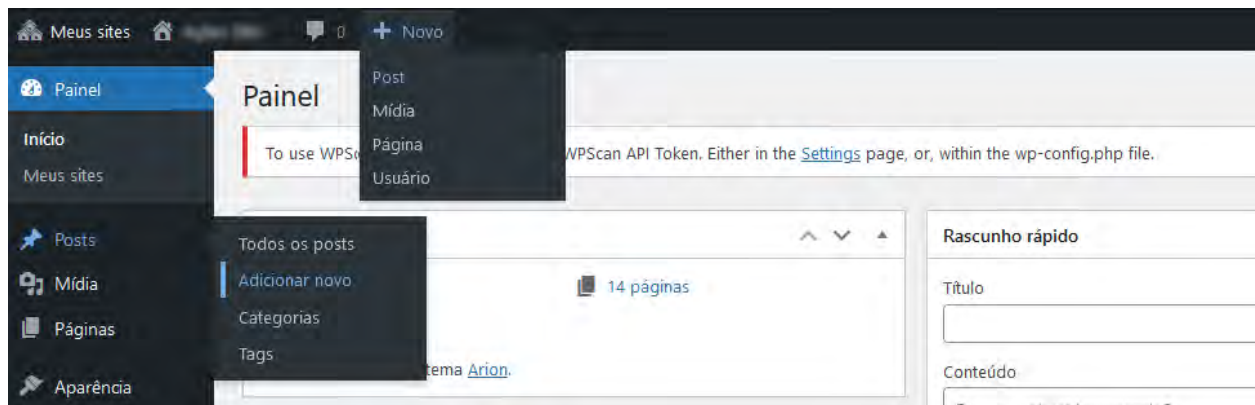 Meus sites
0
+ Novo
Painel
Início
Meus sites
Posts
Mídia
Páginas
Aparência
Post
Mídia
Página
Usuário
Todos os posts
Adicionar novo
Categorias
Tags
Painel
To use WPSc
WPScan API Token. Either in the Settings page, or, within the wp-config.php file.
14 páginas
tema Arion.
Rascunho rápido
Título
Conteúdo